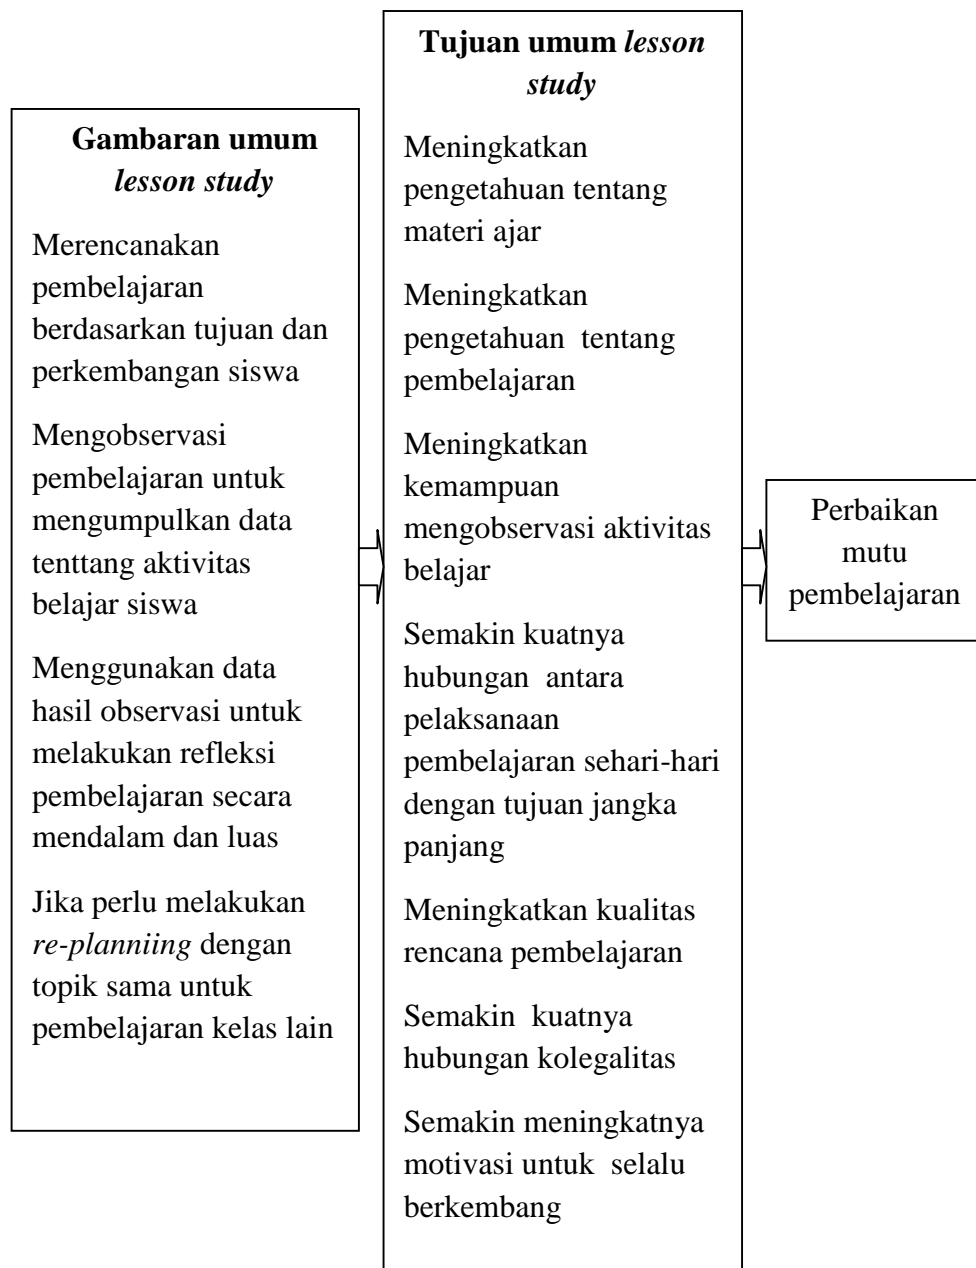 Gambaran umum
lesson study
Merencanakan
pembelajaran
berdasarkan tujuan dan
perkembangan siswa
Mengobservasi
pembelajaran untuk
mengumpulkan data
tenttang aktivitas
belajar siswa
Menggunakan data
hasil observasi untuk
melakukan refleksi
pembelajaran secara
mendalam dan luas
Jika perlu melakukan
re-planniing dengan
topik sama untuk
pembelajaran kelas lain
Tujuan umum lesson
study
Meningkatkan
pengetahuan tentang
materi ajar
Meningkatkan
pengetahuan tentang
pembelajaran
Meningkatkan
kemampuan
mengobservasi aktivitas
belajar
Semakin kuatnya
hubungan antara
pelaksanaan
pembelajaran sehari-hari
dengan tujuan jangka
panjang
Meningkatkan kualitas
rencana pembelajaran
Semakin kuatnya
hubungan kolegalitas
Semakin meningkatnya
motivasi untuk selalu
berkembang
Perbaikan
mutu
pembelajaran